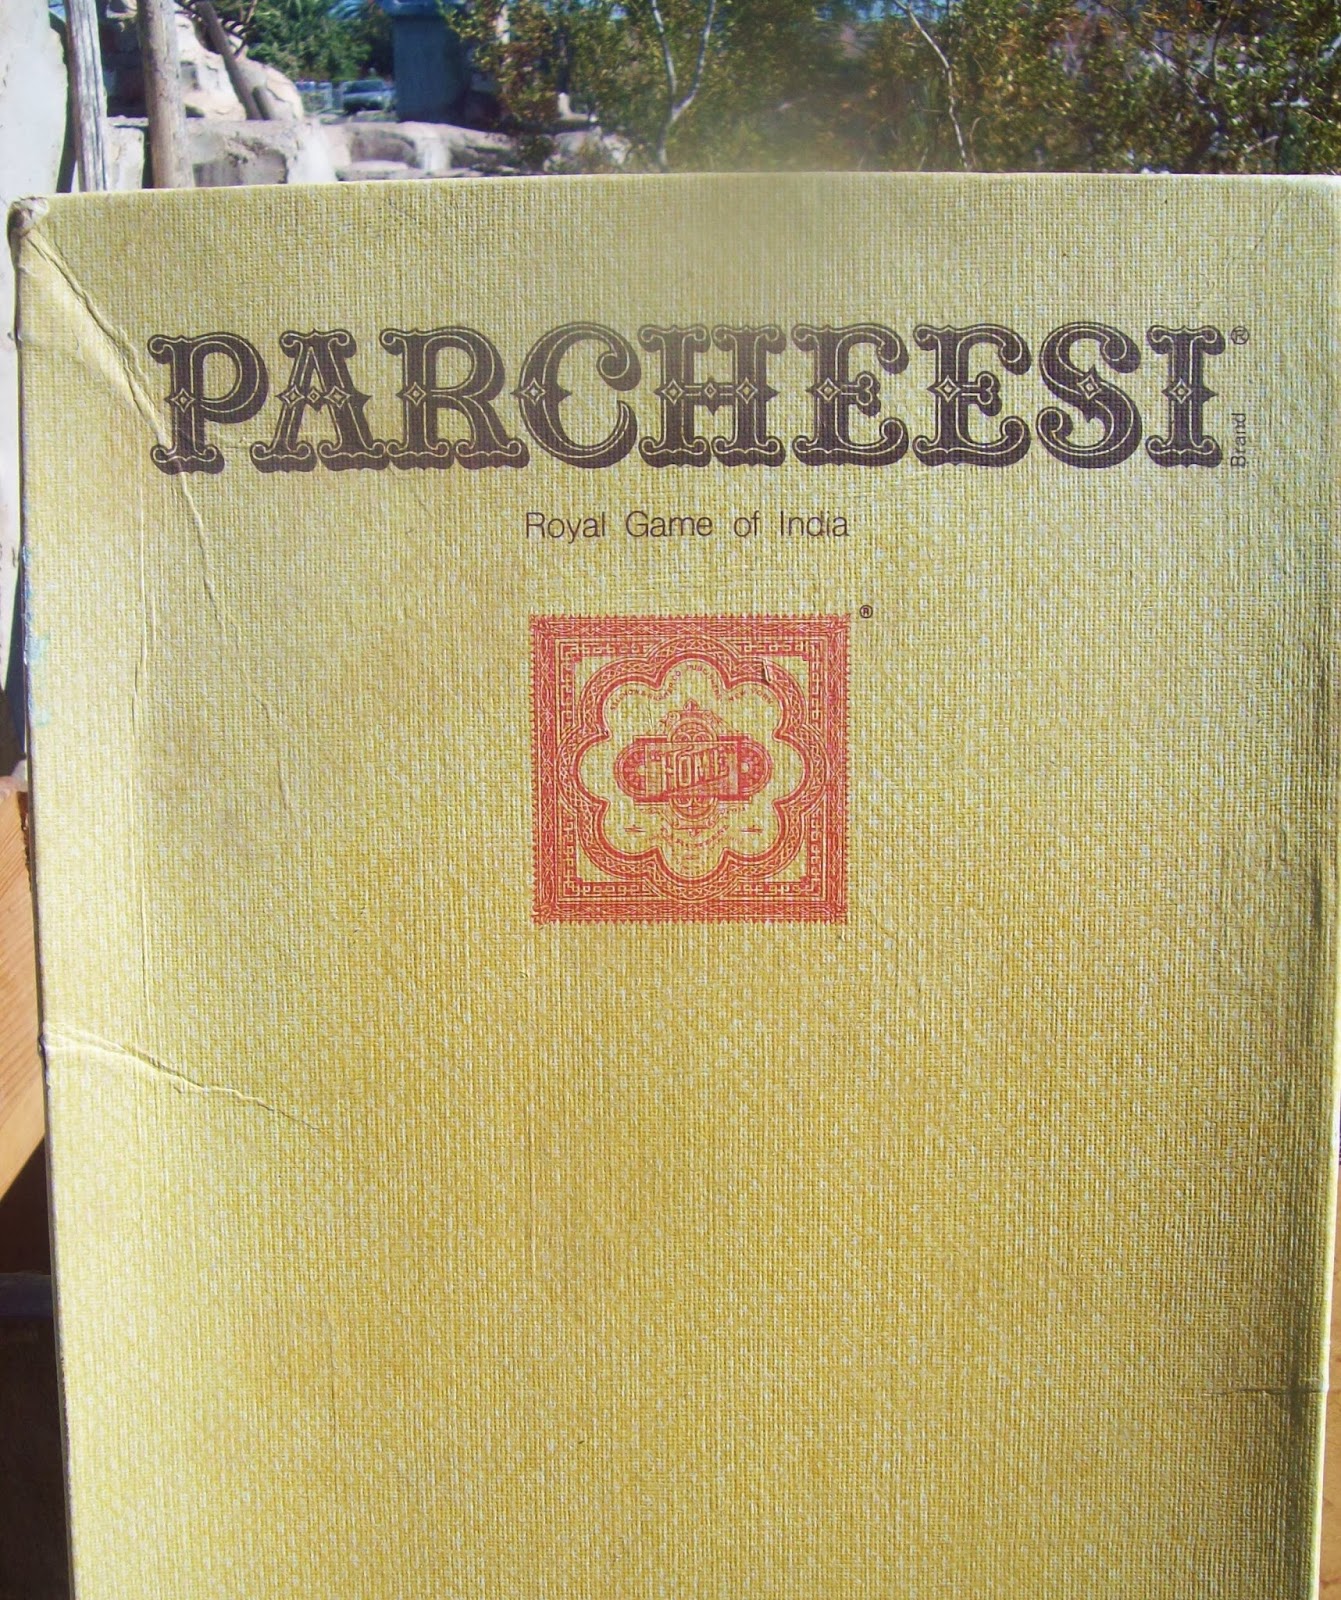 PARCHEESI®
Brand
Royal Game of India
®
HOME